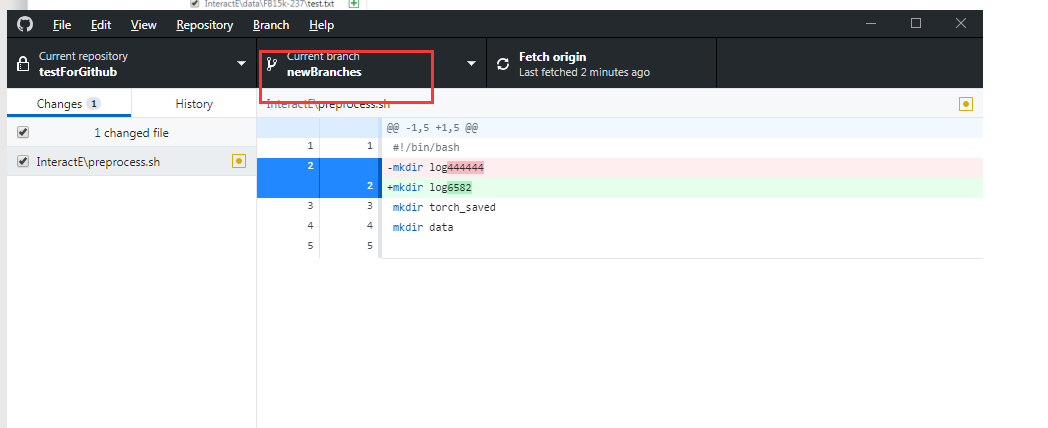 InteractE\data\FB15k-237\test.txt
File Edit View Repository Branch Help
Current repository
testForGithub
Current branch
newBranches
Fetch origin
Last fetched 2 minutes ago
Changes 1 History
InteractE\preprocess.sh
1 changed file
InteractE\preprocess.sh
@@ -1,5 +1,5 @@
1 1 #!/bin/bash
2 -mkdir log444444
2 +mkdir log6582
3 3 mkdir torch_saved
4 4 mkdir data
5 5